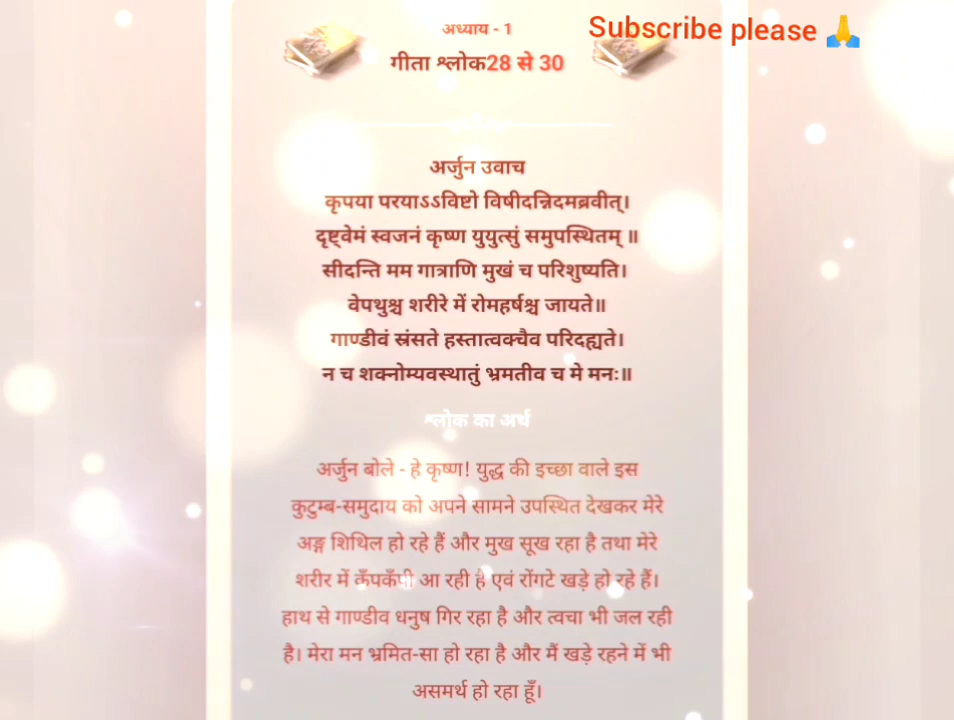 Subscribe please 🙏
अध्याय - 1
गीता श्लोक28 से 30
अर्जुन उवाच
कृपया परयाऽऽविष्टो विषीदन्निदमब्रवीत्।
दृष्ट्वेमं स्वजनं कृष्ण युयुत्सुं समुपस्थितम् ॥
सीदन्ति मम गात्राणि मुखं च परिशुष्यति।
वेपथुश्च शरीरे में रोमहर्षश्च जायते॥
गाण्डीवं स्रंसते हस्तात्वक्चैव परिदह्यते।
न च शक्नोम्यवस्थातुं भ्रमतीव च मे मनः॥
श्लोक का अर्थ
अर्जुन बोले - हे कृष्ण! युद्ध की इच्छा वाले इस
कुटुम्ब-समुदाय को अपने सामने उपस्थित देखकर मेरे
अङ्ग शिथिल हो रहे हैं और मुख सूख रहा है तथा मेरे
शरीर में कँपकँपी आ रही है एवं रोंगटे खड़े हो रहे हैं।
हाथ से गाण्डीव धनुष गिर रहा है और त्वचा भी जल रही
है। मेरा मन भ्रमित-सा हो रहा है और मैं खड़े रहने में भी
असमर्थ हो रहा हूँ।